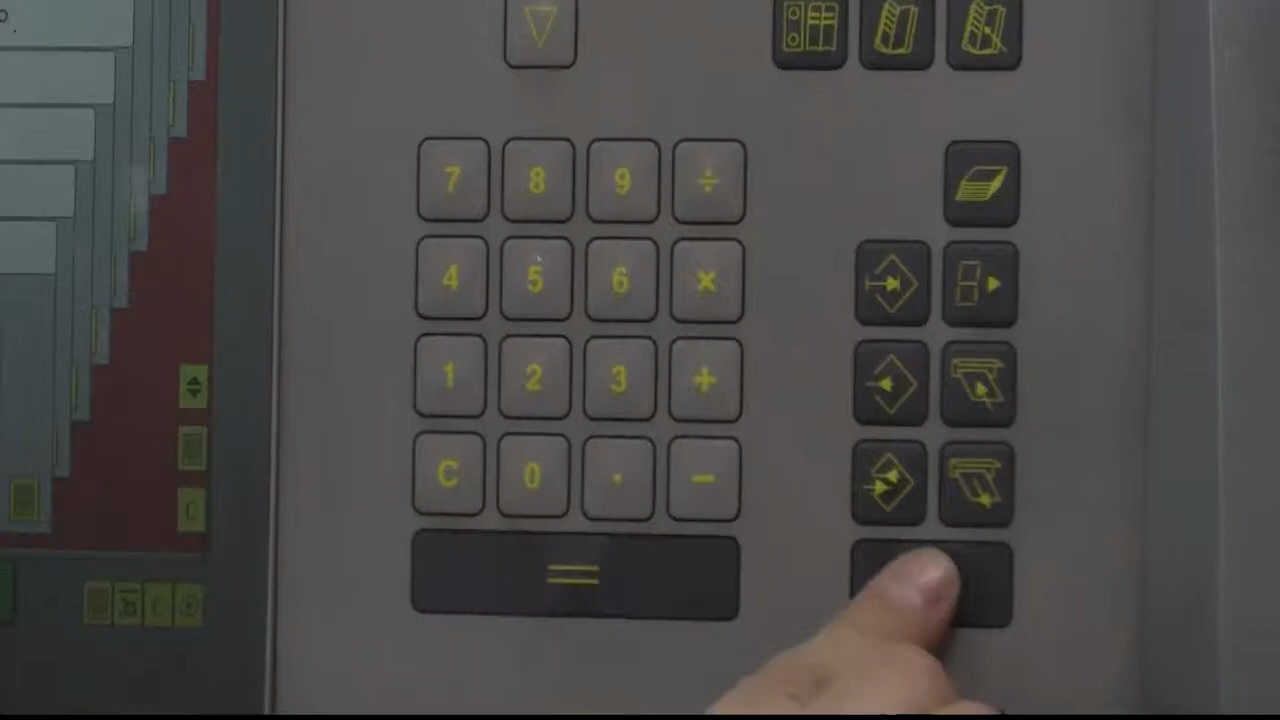 7 8 9 ÷
4 5 6 ×
1 2 3 +
C 0 . −
=